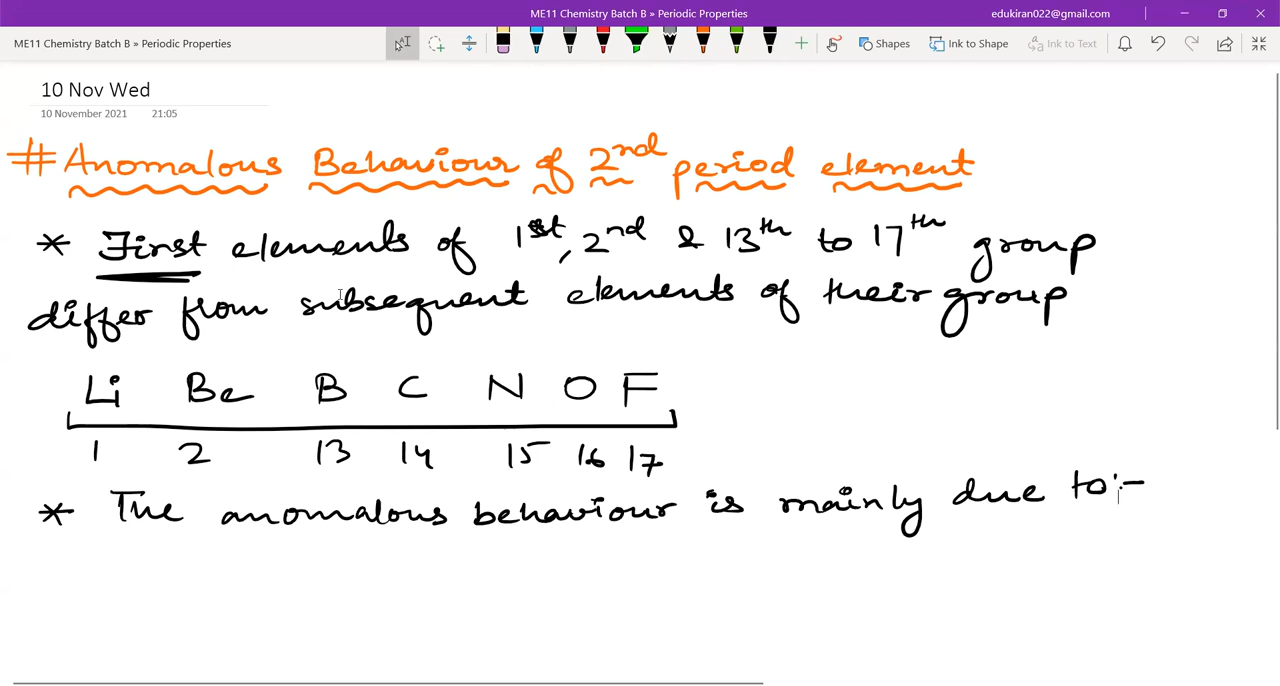 ME11 Chemistry Batch B » Periodic Properties
edukiran022@gmail.com
ME11 Chemistry Batch B » Periodic Properties
Shapes
Ink to Shape
Ink to Text
10 Nov Wed
10 November 2021 21:05
# Anomalous Behaviour of 2nd period element
* First elements of 1st, 2nd & 13th to 17th group
differ from subsequent elements of their group
Li Be B C N O F
1 2 13 14 15 16 17
* The anomalous behaviour is mainly due to :-